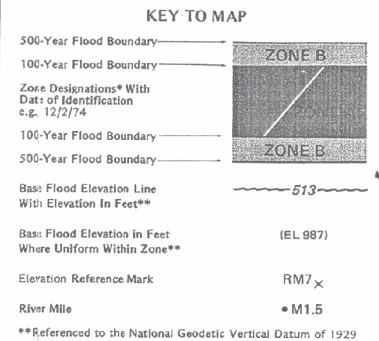 KEY TO MAP
500-Year Flood Boundary
ZONE B
100-Year Flood Boundary
Zone Designations* With
Date of Identification
e.g., 12/2/74
100-Year Flood Boundary
ZONE B
500-Year Flood Boundary
Base Flood Elevation Line
With Elevation In Feet**
513
Base Flood Elevation in Feet
Where Uniform Within Zone**
(EL 987)
Elevation Reference Mark
RM7x
River Mile
•M1.5
**Referenced to the National Geodetic Vertical Datum of 1929